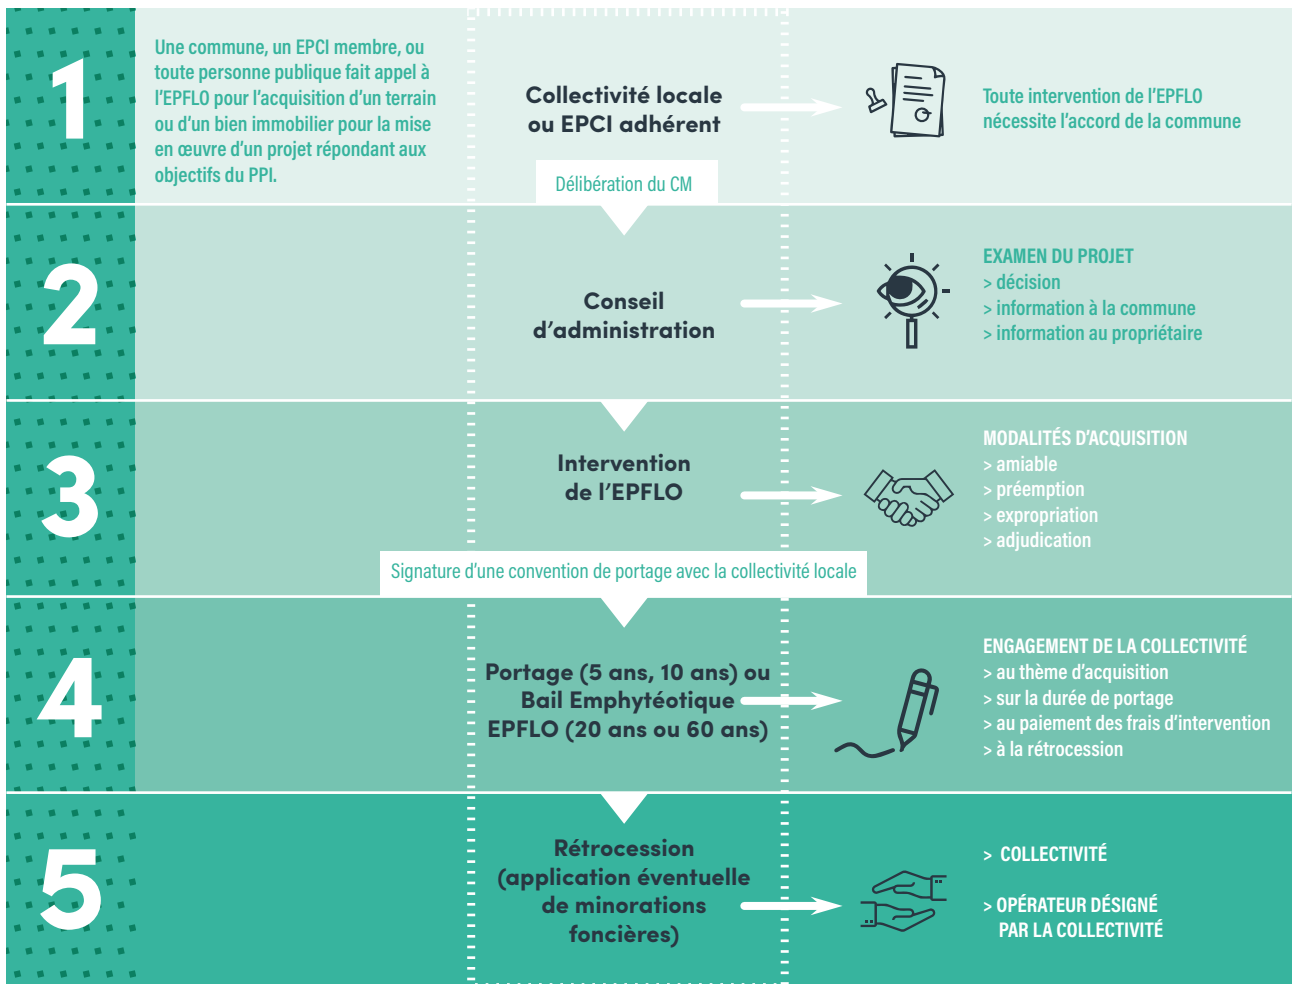 1
Une commune, un EPCI membre, ou
toute personne publique fait appel à
l'EPFLO pour l'acquisition d'un terrain
ou d'un bien immobilier pour la mise
en œuvre d'un projet répondant aux
objectifs du PPI.
Collectivité locale
ou EPCI adhérent
Toute intervention de l'EPFLO
nécessite l'accord de la commune
Délibération du CM
2
Conseil
d'administration
EXAMEN DU PROJET
> décision
> information à la commune
> information au propriétaire
3
Intervention
de l'EPFLO
MODALITÉS D'ACQUISITION
> amiable
> préemption
> expropriation
> adjudication
Signature d'une convention de portage avec la collectivité locale
4
Portage (5 ans, 10 ans) ou
Bail Emphytéotique
EPFLO (20 ans ou 60 ans)
ENGAGEMENT DE LA COLLECTIVITÉ
> au thème d'acquisition
> sur la durée de portage
> au paiement des frais d'intervention
> à la rétrocession
5
Rétrocession
(application éventuelle
de minorations
foncières)
> COLLECTIVITÉ
> OPÉRATEUR DÉSIGNÉ
PAR LA COLLECTIVITÉ